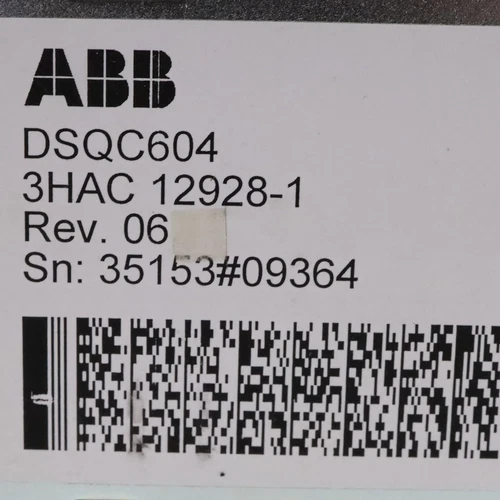 ABB
DSQC604
3HAC 12928-1
Rev. 06
Sn: 35153#09364